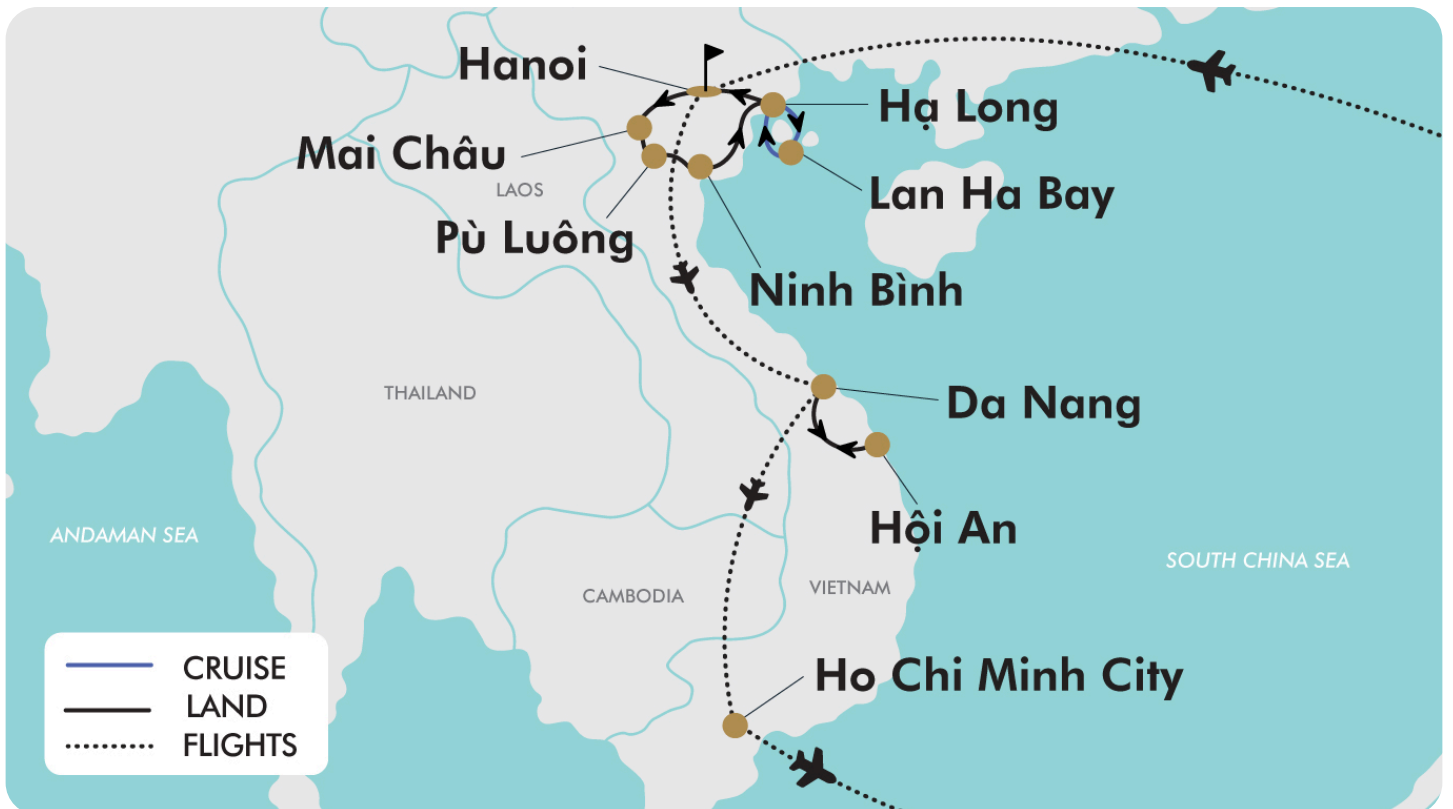 Hanoi
Hạ Long
Mai Châu
LAOS
Lan Ha Bay
Pù Luông
Ninh Bình
THAILAND
Da Nang
Hội An
ANDAMAN SEA
SOUTH CHINA SEA
CAMBODIA
VIETNAM
Ho Chi Minh City
CRUISE
LAND
FLIGHTS